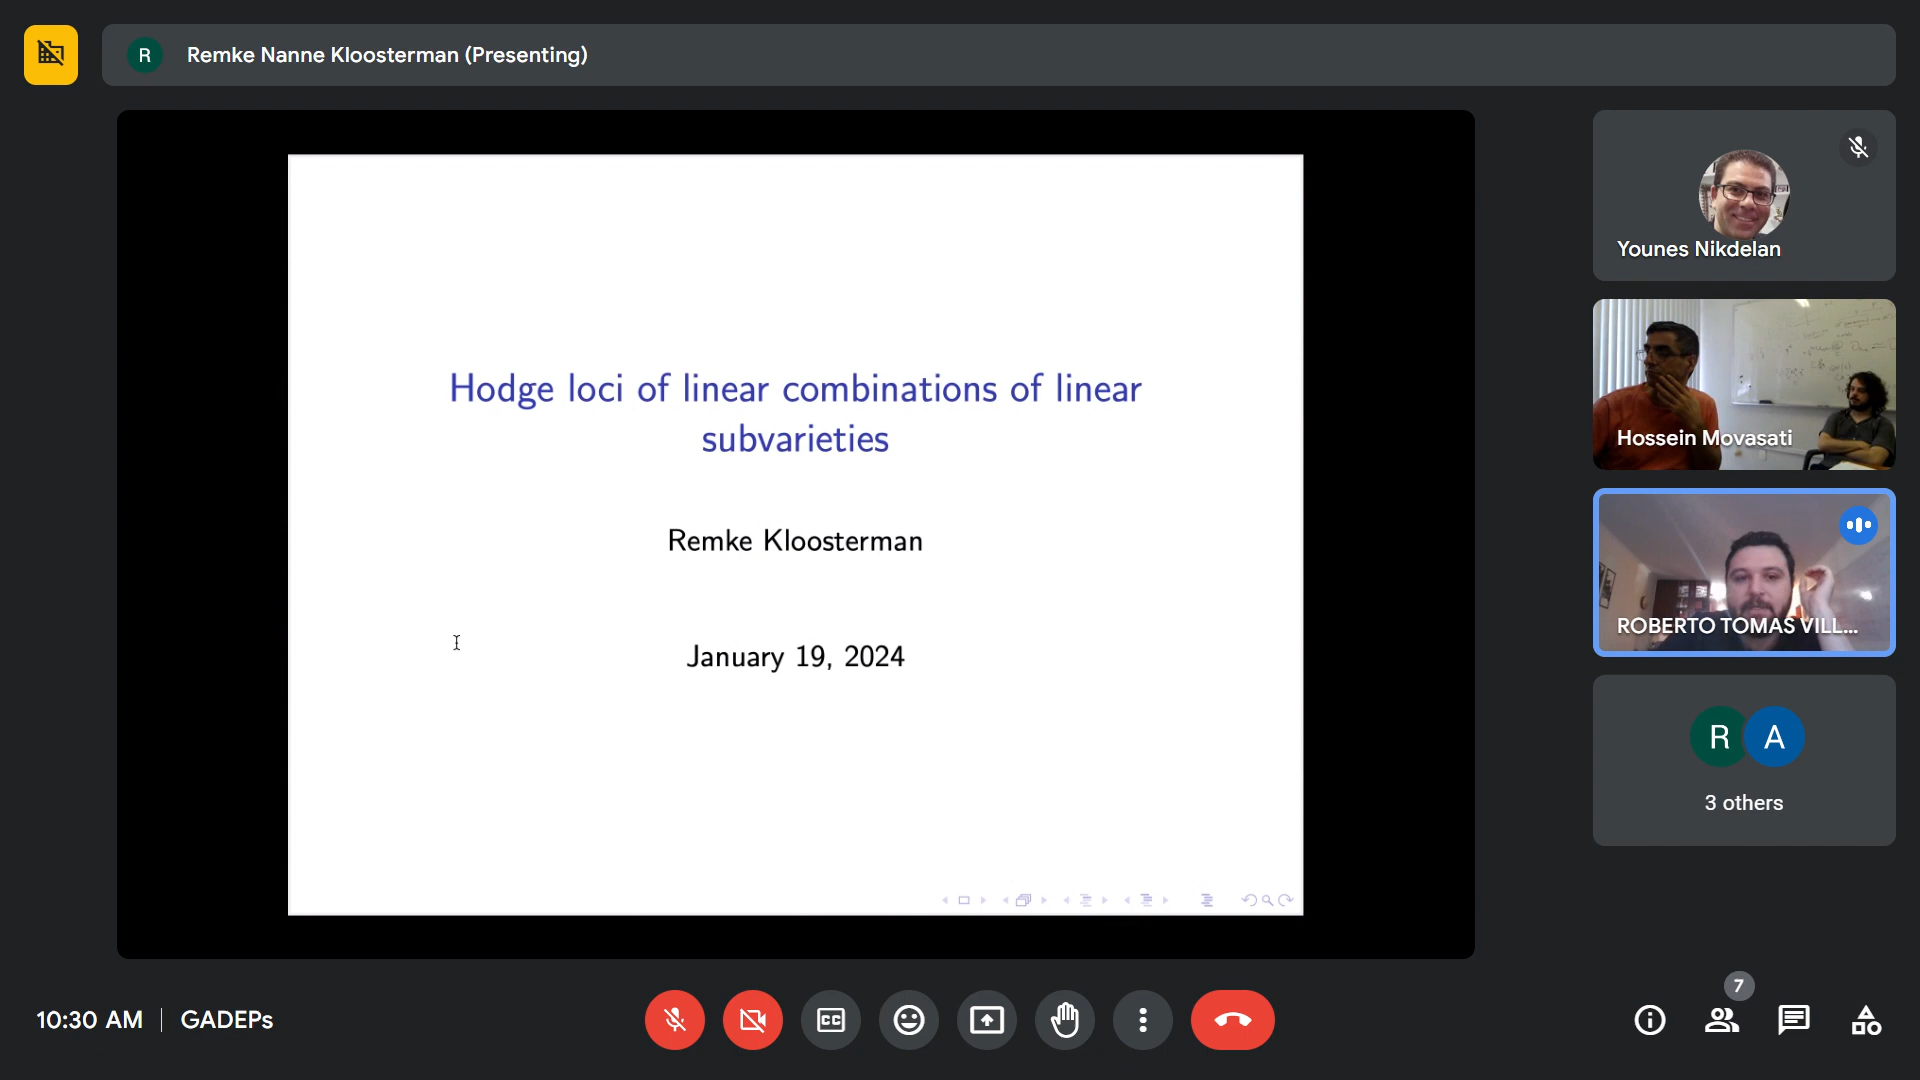 R Remke Nanne Kloosterman (Presenting)
Hodge loci of linear combinations of linear
subvarieties
Remke Kloosterman
January 19, 2024
Younes Nikdelan
Hossein Movasati
ROBERTO TOMAS VILL...
R A
3 others
10:30 AM | GADEPs
CC
7